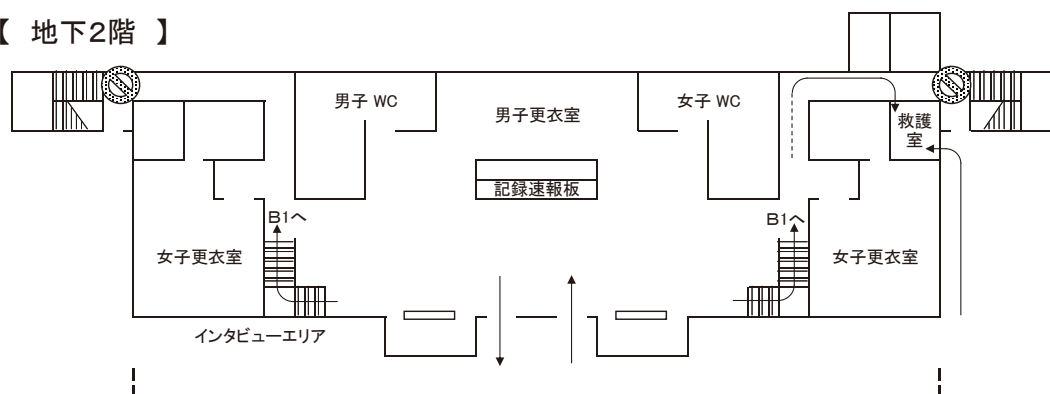 【 地下2階 】
男子 WC
男子更衣室
女子 WC
救護
室
記録速報板
B1へ
B1へ
女子更衣室
女子更衣室
インタビューエリア